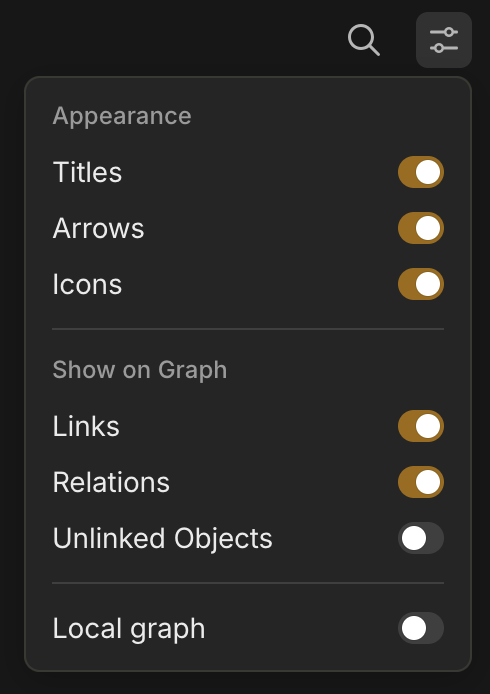 Appearance
Titles
Arrows
Icons
Show on Graph
Links
Relations
Unlinked Objects
Local graph